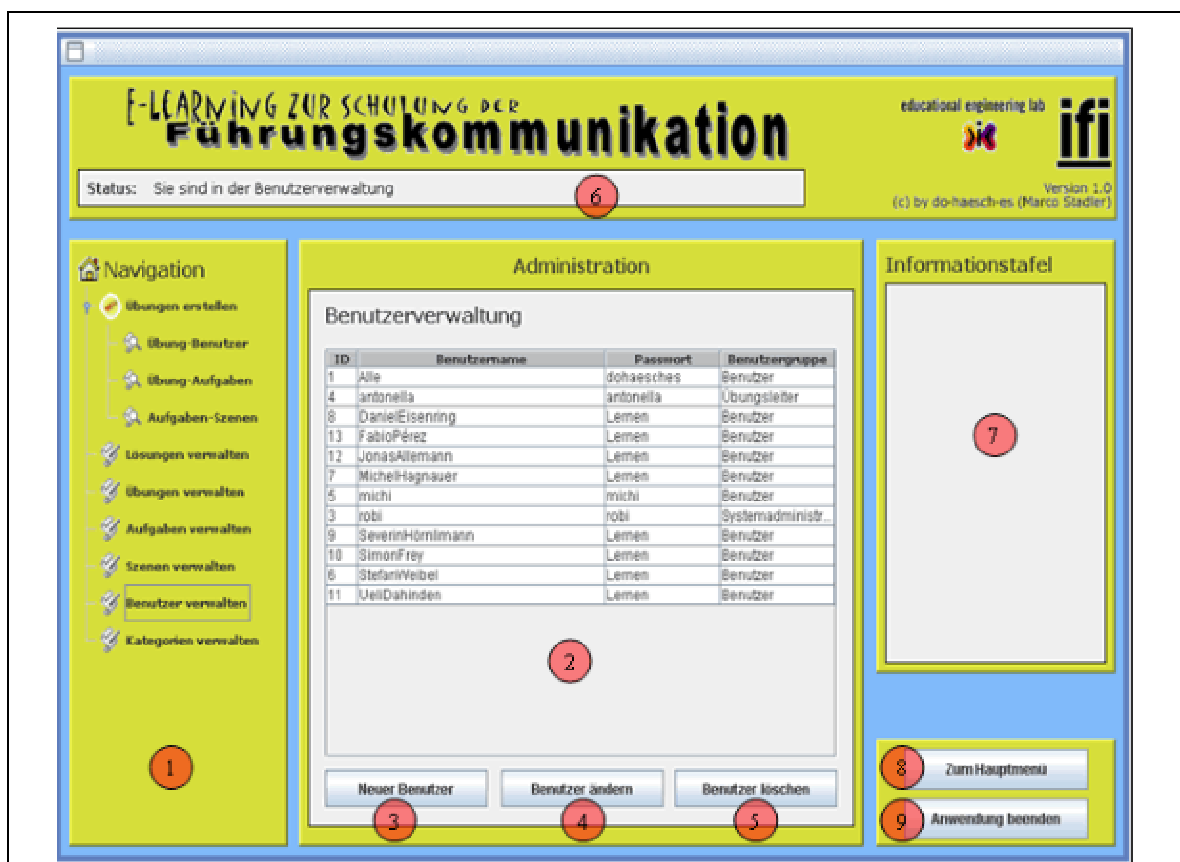 E-LEARNING ZUR SCHULUNG DER
Führungskommunikation
educational engineering lab
ifi
Status: Sie sind in der Benutzerverwaltung
6
Version 1.0
(c) by do-haesch-es (Marco Stadler)
Navigation
Übungen erstellen
Übung-Benutzer
Übung-Aufgaben
Aufgaben-Szenen
Lösungen verwalten
Übungen verwalten
Aufgaben verwalten
Szenen verwalten
Benutzer verwalten
Kategorien verwalten
1
Administration
Benutzerverwaltung
ID Benutzername Passwort Benutzergruppe
1 Alle dohaesches Benutzer
4 antonella antonella Übungsleiter
8 DanielEisenring Lernen Benutzer
13 FabioPérez Lernen Benutzer
12 JonasAllemann Lernen Benutzer
7 MichelHagnauer Lernen Benutzer
5 michi michi Benutzer
3 robi robi Systemadministr...
9 SeverinHörnlimann Lernen Benutzer
10 SimonFrey Lernen Benutzer
6 StefanWeibel Lernen Benutzer
11 UeliDahinden Lernen Benutzer
2
Neuer Benutzer
Benutzer ändern
Benutzer löschen
3
4
5
Informationstafel
7
8 Zum Hauptmenü
9 Anwendung beenden